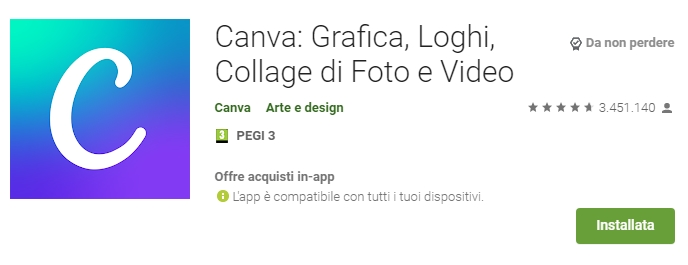 C
Canva: Grafica, Loghi,
Collage di Foto e Video
Da non perdere
Canva Arte e design
3.451.140
3 PEGI 3
Offre acquisti in-app
L'app è compatibile con tutti i tuoi dispositivi.
Installata